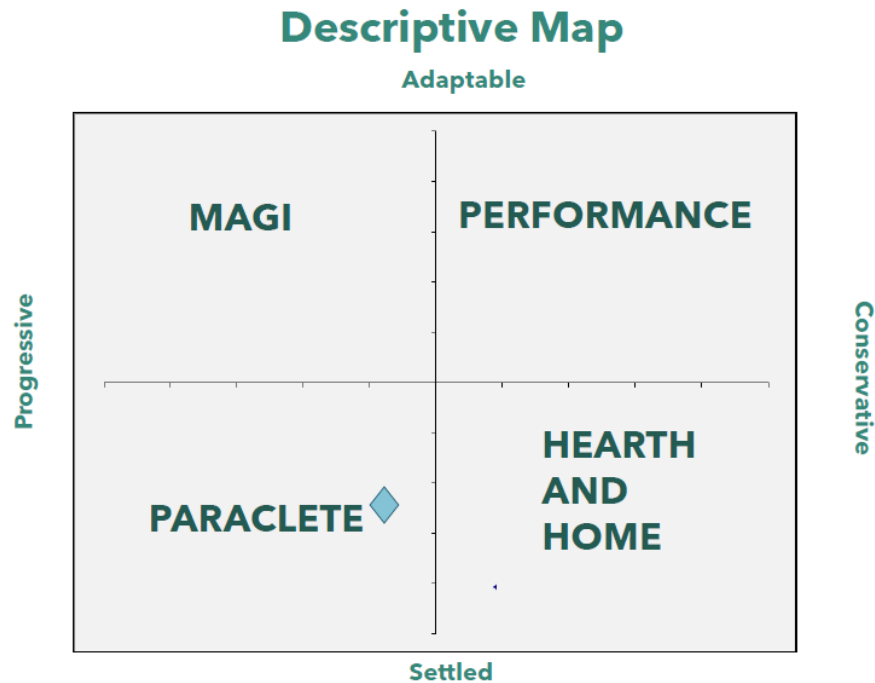 Descriptive Map
Adaptable
MAGI
PERFORMANCE
Progressive
Conservative
HEARTH
AND
HOME
PARACLETE
Settled